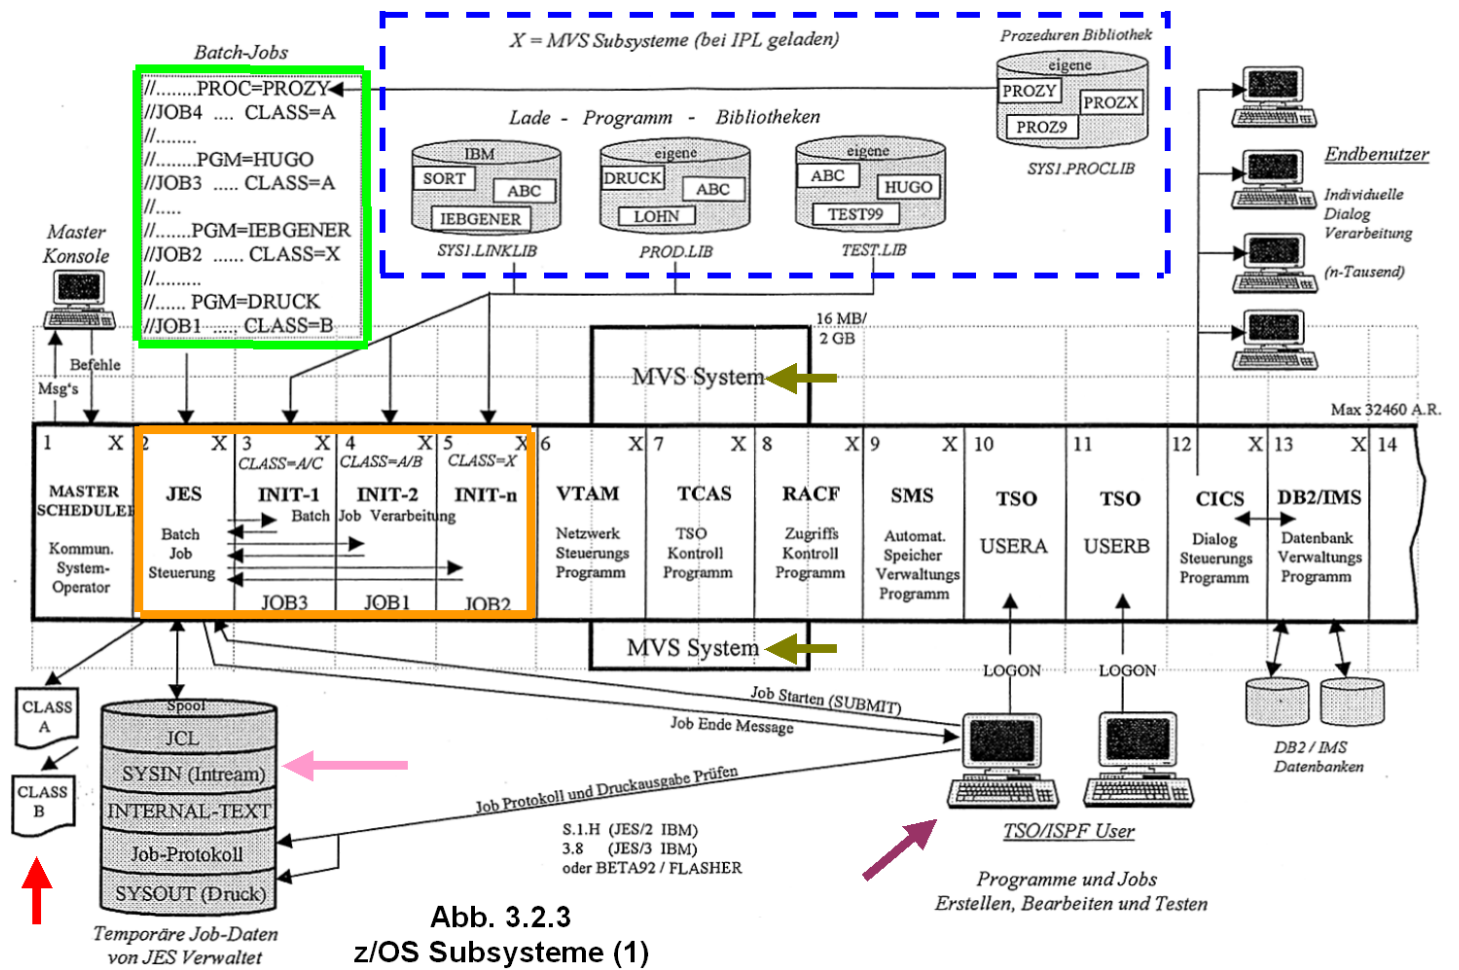 X = MVS Subsysteme (bei IPL geladen)
Prozeduren Bibliothek
eigene
PROZY
PROZX
PROZ9
SYS1.PROCLIB
Batch-Jobs
//........PROC=PROZY
//JOB4 .... CLASS=A
//........
//........PGM=HUGO
//JOB3 ..... CLASS=A
//.....
//.......PGM=IEBGENER
//JOB2 ...... CLASS=X
//.........
//...... PGM=DRUCK
//JOB1 ..... CLASS=B
Lade - Programm - Bibliotheken
IBM
SORT
ABC
IEBGENER
SYS1.LINKLIB
eigene
DRUCK
ABC
LOHN
PROD.LIB
eigene
ABC
HUGO
TEST99
TEST.LIB
Endbenutzer
Individuelle
Dialog
Verarbeitung
(n-Tausend)
Master
Konsole
Msg's
Befehle
16 MB/
2 GB
MVS System
Max 32460 A.R.
1 X
MASTER
SCHEDULER
Kommun.
System-
Operator
2 X
JES
Batch
Job
Steuerung
3 X
CLASS=A/C
INIT-1
4 X
CLASS=A/B
INIT-2
5 X
CLASS=X
INIT-n
Batch Job Verarbeitung
JOB3
JOB1
JOB2
6 X
VTAM
Netzwerk
Steuerungs
Programm
7 X
TCAS
TSO
Kontroll
Programm
8 X
RACF
Zugriffs
Kontroll
Programm
9 X
SMS
Automat.
Speicher
Verwaltungs
Programm
10
TSO
USERA
11
TSO
USERB
12 X
CICS
Dialog
Steuerungs
Programm
13 X
DB2/IMS
Datenbank
Verwaltungs
Programm
14
MVS System
LOGON
LOGON
CLASS
A
CLASS
B
Spool
JCL
SYSIN (Intream)
INTERNAL-TEXT
Job-Protokoll
SYSOUT (Druck)
Temporäre Job-Daten
von JES Verwaltet
Job Starten (SUBMIT)
Job Ende Message
Job Protokoll und Druckausgabe Prüfen
S.1.H (JES/2 IBM)
3.8 (JES/3 IBM)
oder BETA92 / FLASHER
TSO/ISPF User
Programme und Jobs
Erstellen, Bearbeiten und Testen
DB2 / IMS
Datenbanken
Abb. 3.2.3
z/OS Subsysteme (1)